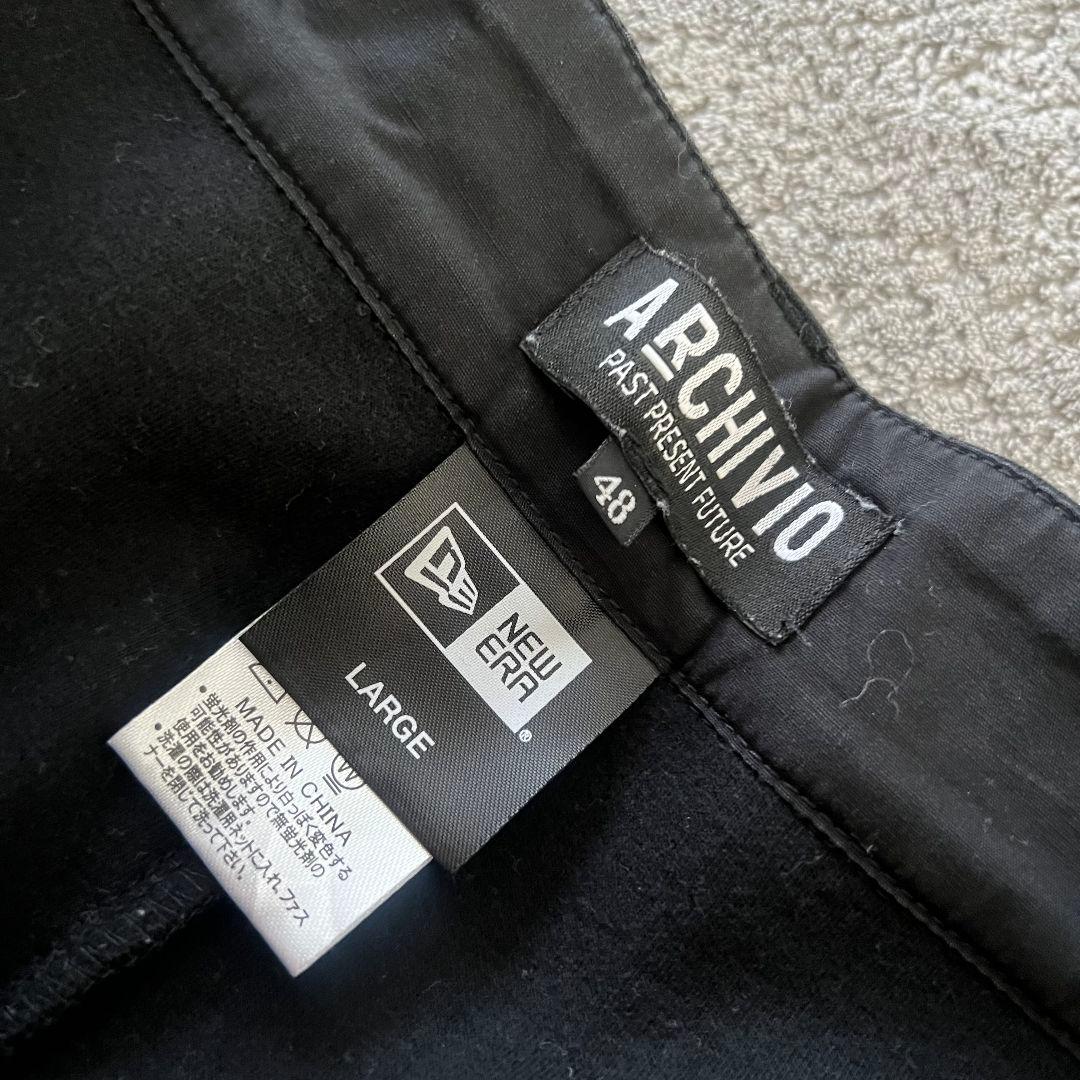 ARCHIVIO
PAST PRESENT FUTURE
48
NEW
ERA
®
LARGE
W
MADE IN CHINA
•蛍光剤の作用により白っぽく変色する
可能性がありますので無蛍光剤の
使用をお勧めします。
•洗濯の際は洗濯用ネットに入れ、ファス
ナーを閉じて洗って下さい。